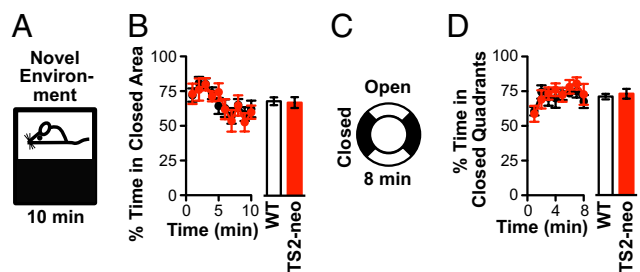 A
Novel
Environ-
ment
10 min
B
% Time in Closed Area
100
75
50
25
0
0
5
10
Time (min)
WT
TS2-neo
C
Open
Closed
8 min
D
% Time in
Closed Quadrants
100
75
50
25
0
0
4
8
Time (min)
WT
TS2-neo